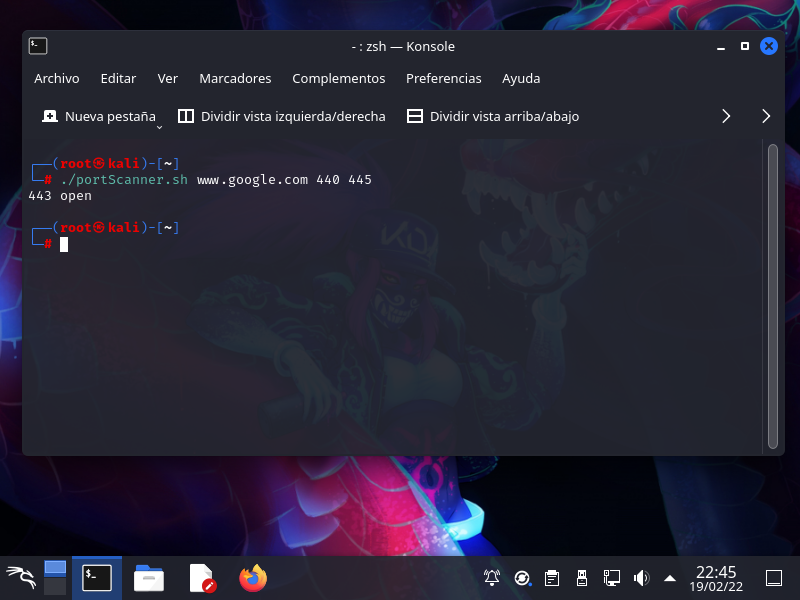 - : zsh — Konsole
Archivo Editar Ver Marcadores Complementos Preferencias Ayuda
Nueva pestaña Dividir vista izquierda/derecha Dividir vista arriba/abajo
┌──(root㉿kali)-[~]
└─# ./portScanner.sh www.google.com 440 445
443 open
┌──(root㉿kali)-[~]
└─#
22:45
19/02/22